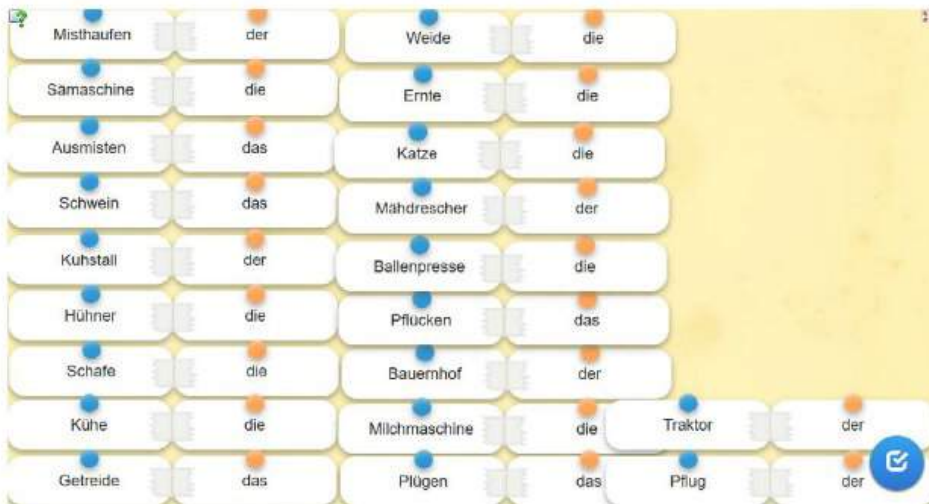 Misthaufen der
Sämaschine die
Ausmisten das
Schwein das
Kuhstall der
Hühner die
Schafe die
Kühe die
Getreide das
Weide die
Ernte die
Katze die
Mähdrescher der
Ballenpresse die
Pflücken das
Bauernhof der
Milchmaschine die
Plügen das
Traktor der
Pflug der